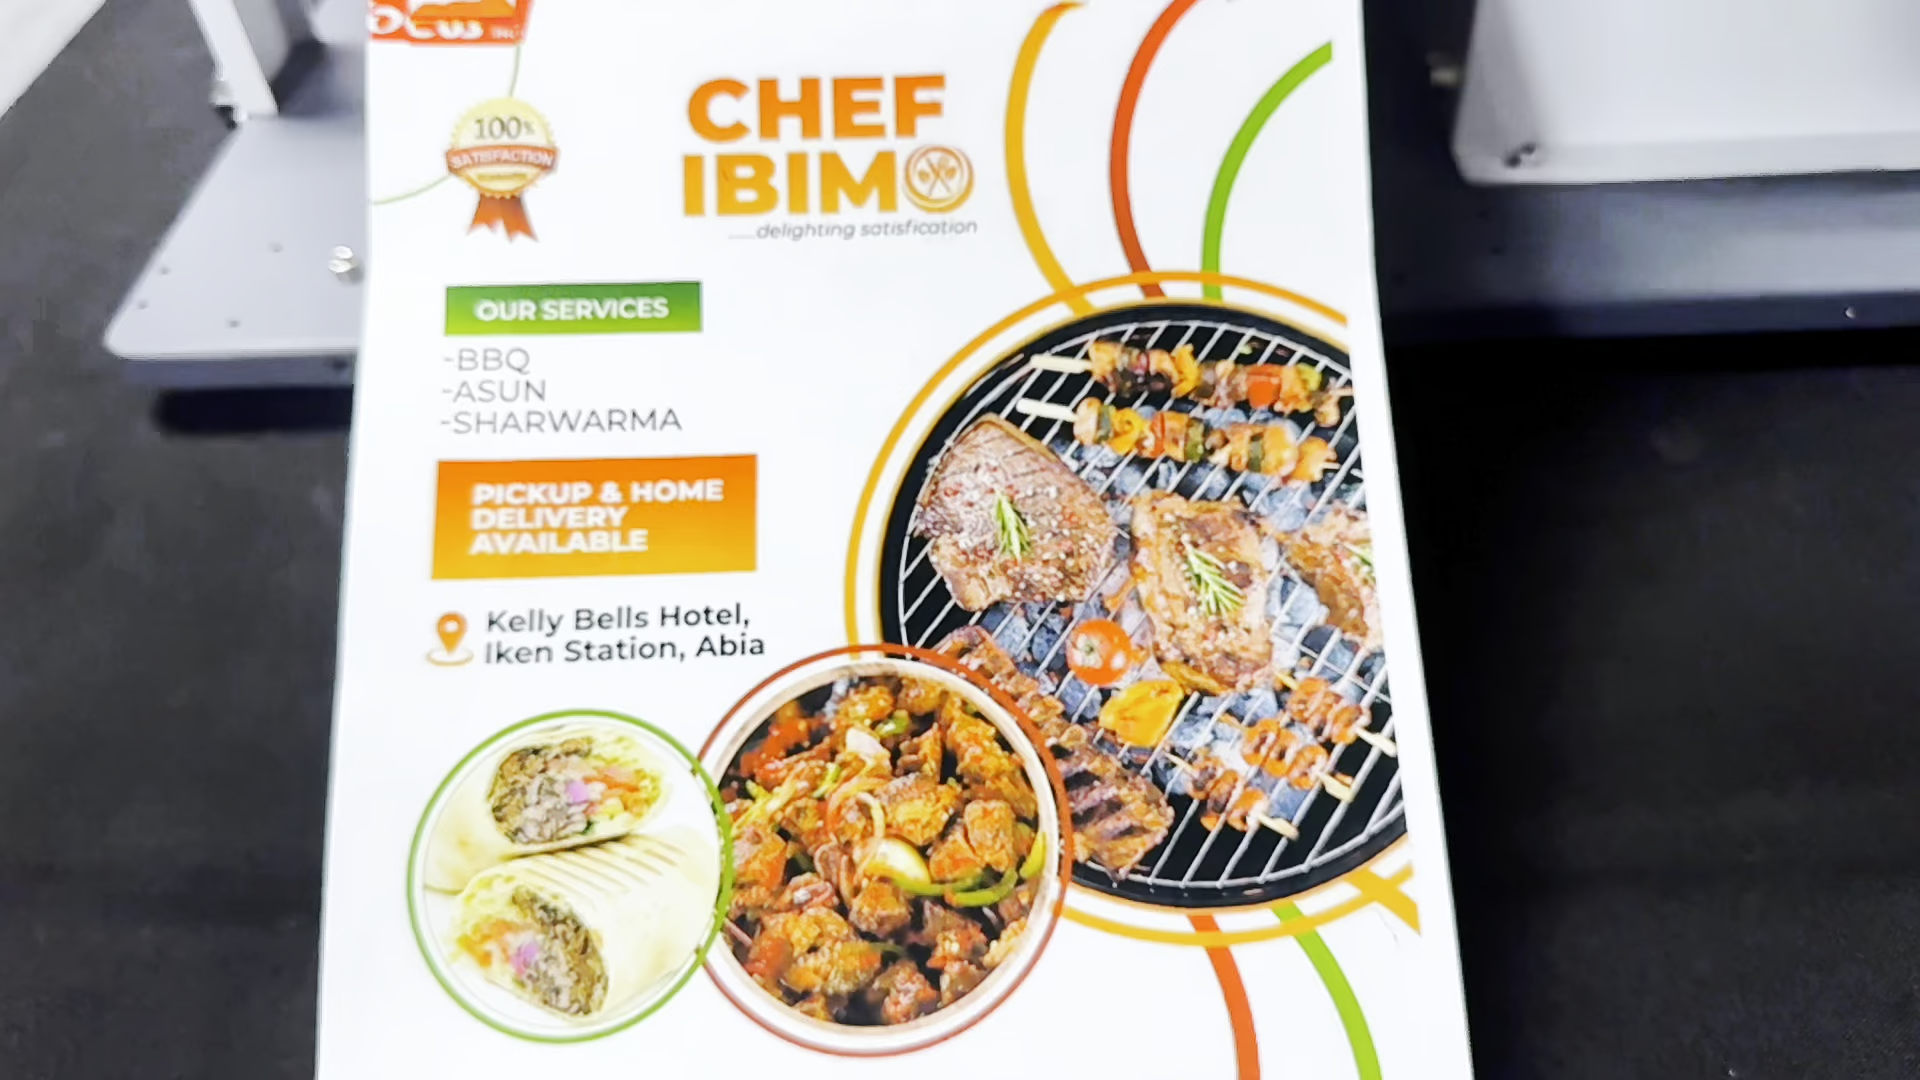 100%
SATISFACTION
CHEF
IBIMO
.....delighting satisfication
OUR SERVICES
-BBQ
-ASUN
-SHARWARMA
PICKUP & HOME
DELIVERY
AVAILABLE
Kelly Bells Hotel,
Iken Station, Abia